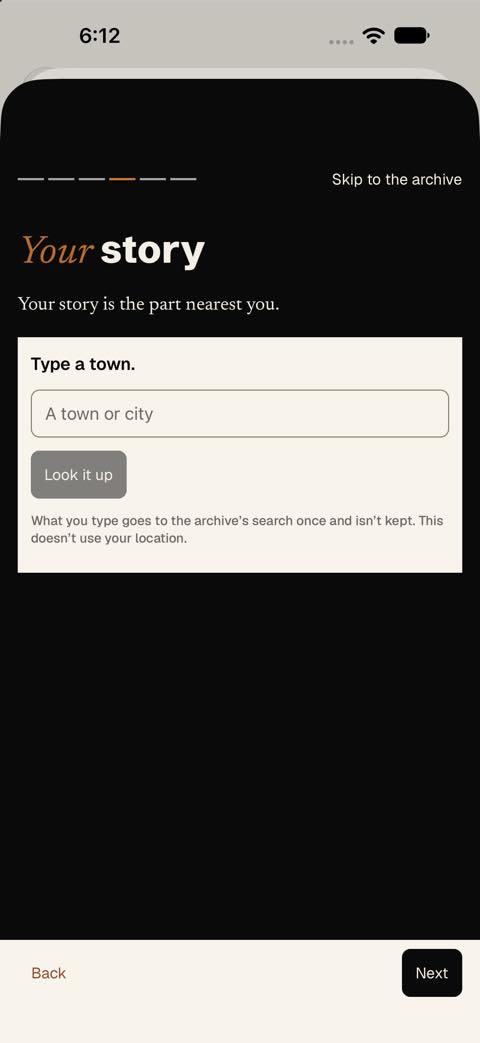 6:12
Skip to the archive
Your story
Your story is the part nearest you.
Type a town.
A town or city
Look it up
What you type goes to the archive’s search once and isn’t kept. This
doesn’t use your location.
Back
Next